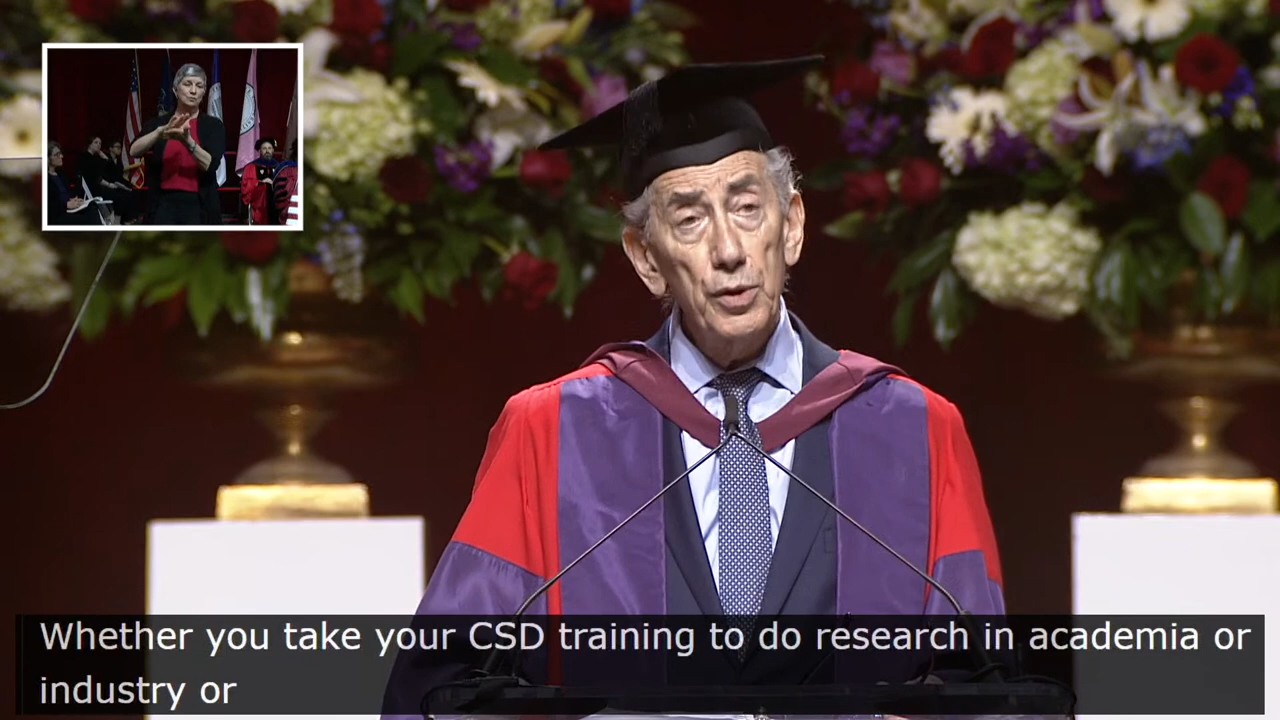 Whether you take your CSD training to do research in academia or
industry or